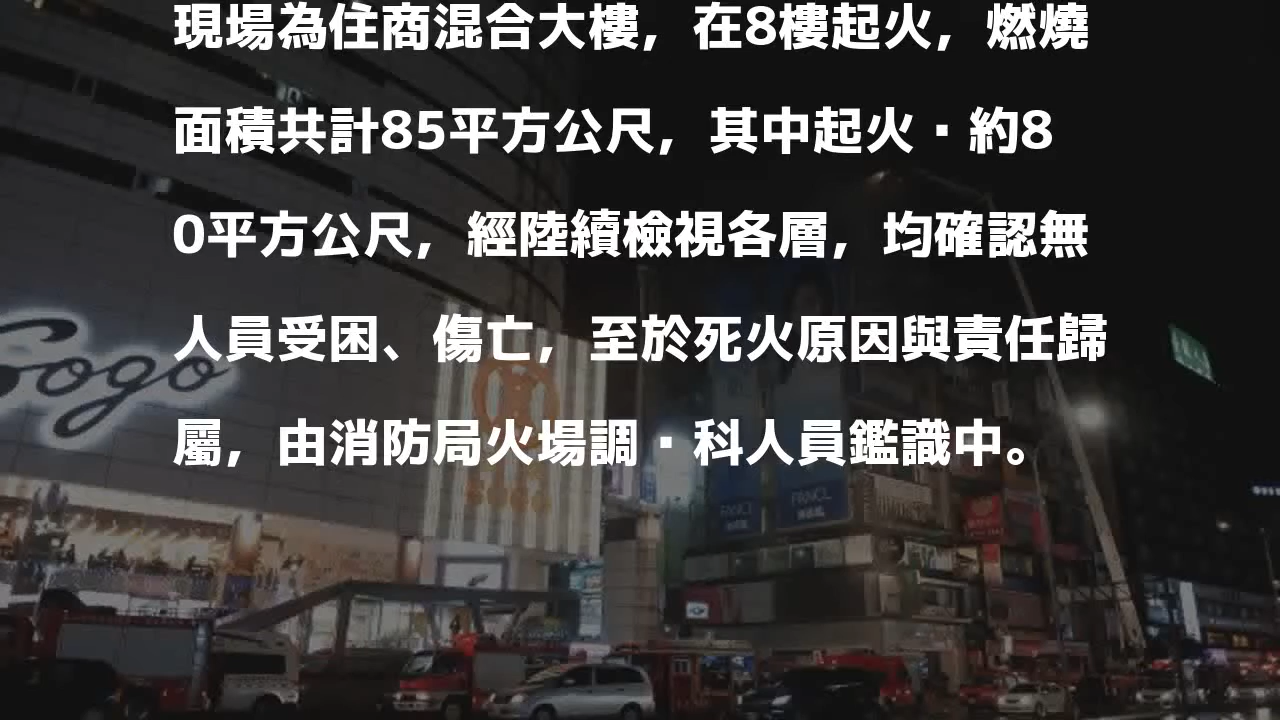 現場為住商混合大樓，在8樓起火，燃燒
面積共計85平方公尺，其中起火▪約8
0平方公尺，經陸續檢視各層，均確認無
人員受困、傷亡，至於死火原因與責任歸
屬，由消防局火場調▪科人員鑑識中。
Sogo
SOGO
FANCL
FANCL